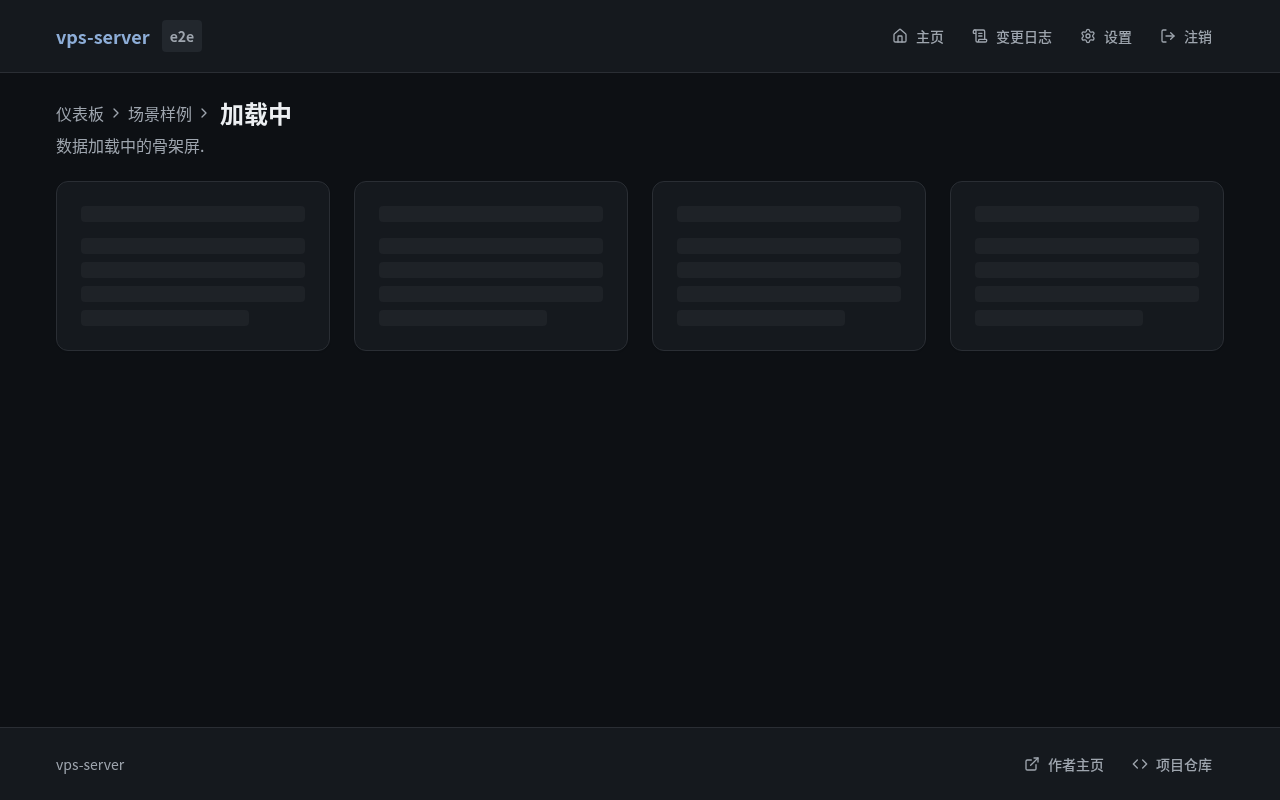 vps-server e2e 主页 变更日志 设置 注销
仪表板 场景样例 加载中
数据加载中的骨架屏.
vps-server 作者主页 项目仓库